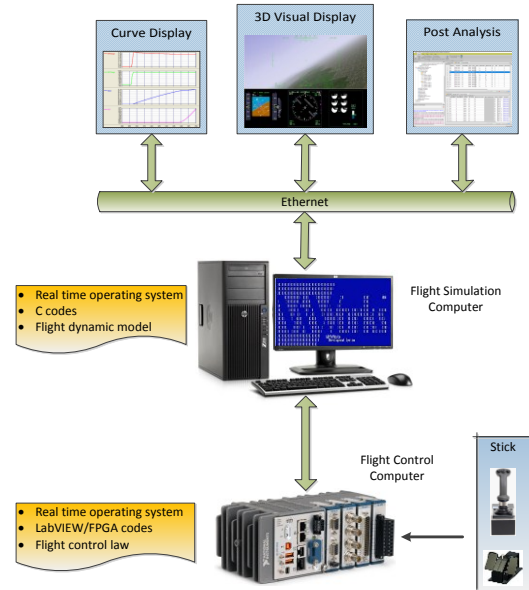 Curve Display
3D Visual Display
Post Analysis
Ethernet
• Real time operating system
• C codes
• Flight dynamic model
Flight Simulation
Computer
Flight Control
Computer
Stick
• Real time operating system
• LabVIEW/FPGA codes
• Flight control law